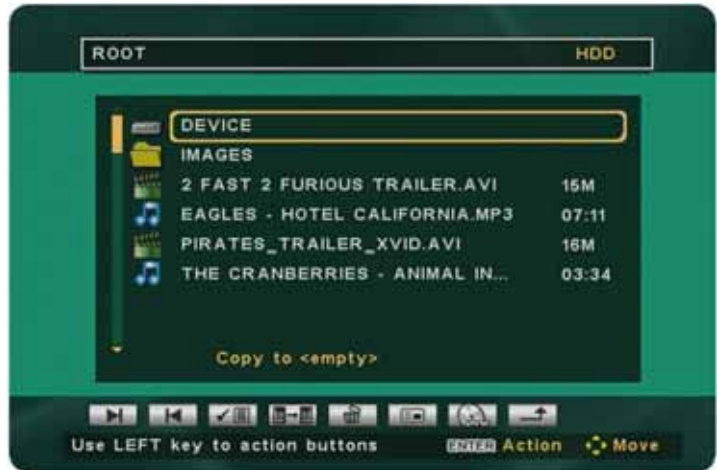 ROOT HDD
DEVICE
IMAGES
2 FAST 2 FURIOUS TRAILER.AVI 15M
EAGLES - HOTEL CALIFORNIA.MP3 07:11
PIRATES_TRAILER_XVID.AVI 16M
THE CRANBERRIES - ANIMAL IN... 03:34
Copy to <empty>
Use LEFT key to action buttons ENTER Action Move